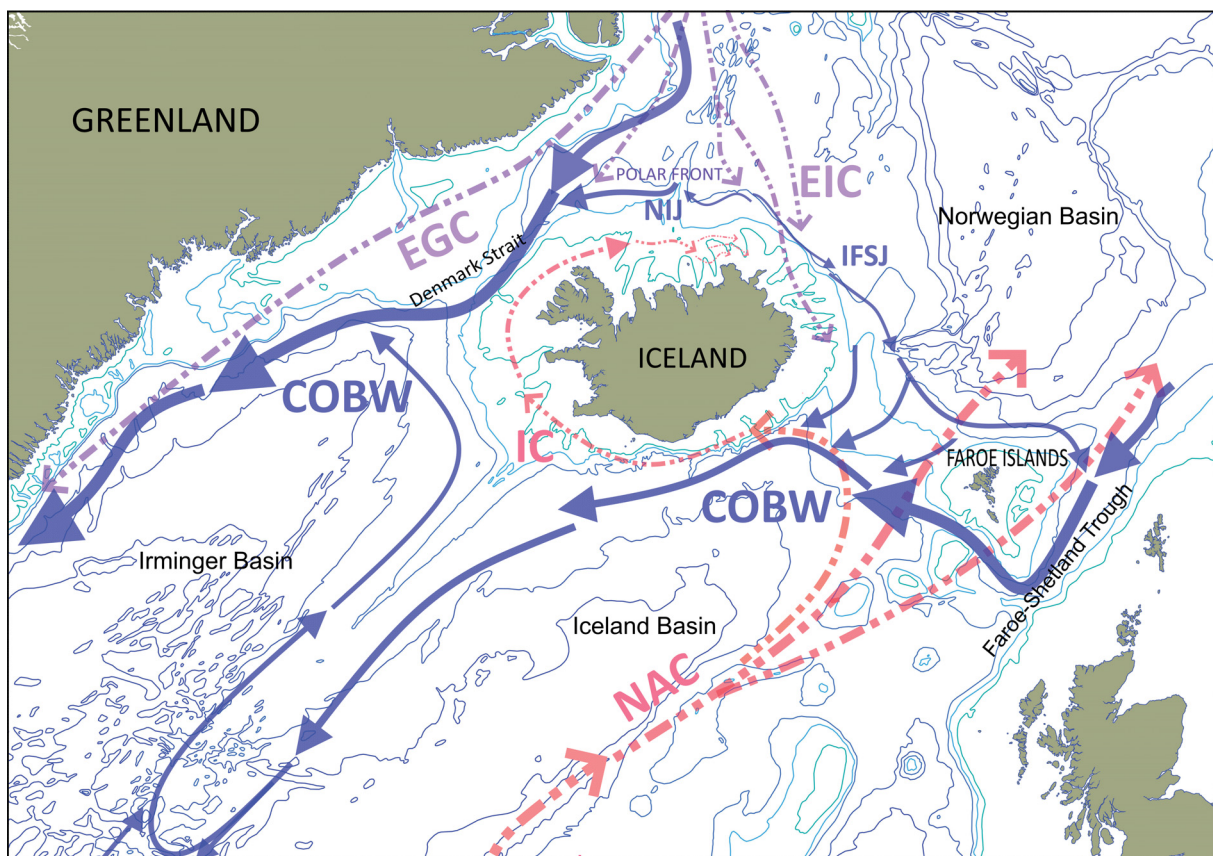 GREENLAND
POLAR FRONT
EIC
NIJ
Norwegian Basin
EGC
IFSJ
Denmark Strait
ICELAND
COBW
IC
FAROE ISLANDS
COBW
Irminger Basin
Faroe-Shetland Trough
Iceland Basin
NAC